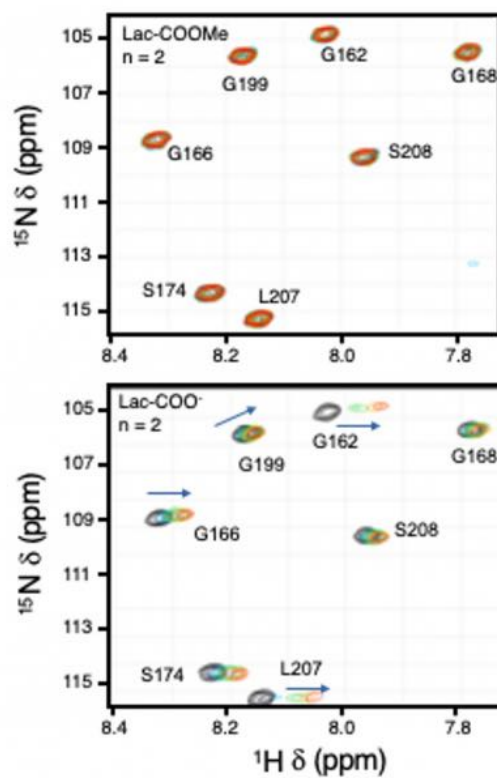 Lac-COOMe
n = 2
105
107
109
111
113
115
¹⁵N δ (ppm)
G162
G168
G199
G166
S208
S174
L207
8.4
8.2
8.0
7.8
Lac-COO⁻
n = 2
105
107
109
111
113
115
¹⁵N δ (ppm)
G162
G199
G168
G166
S208
S174
L207
8.4
8.2
8.0
7.8
¹H δ (ppm)